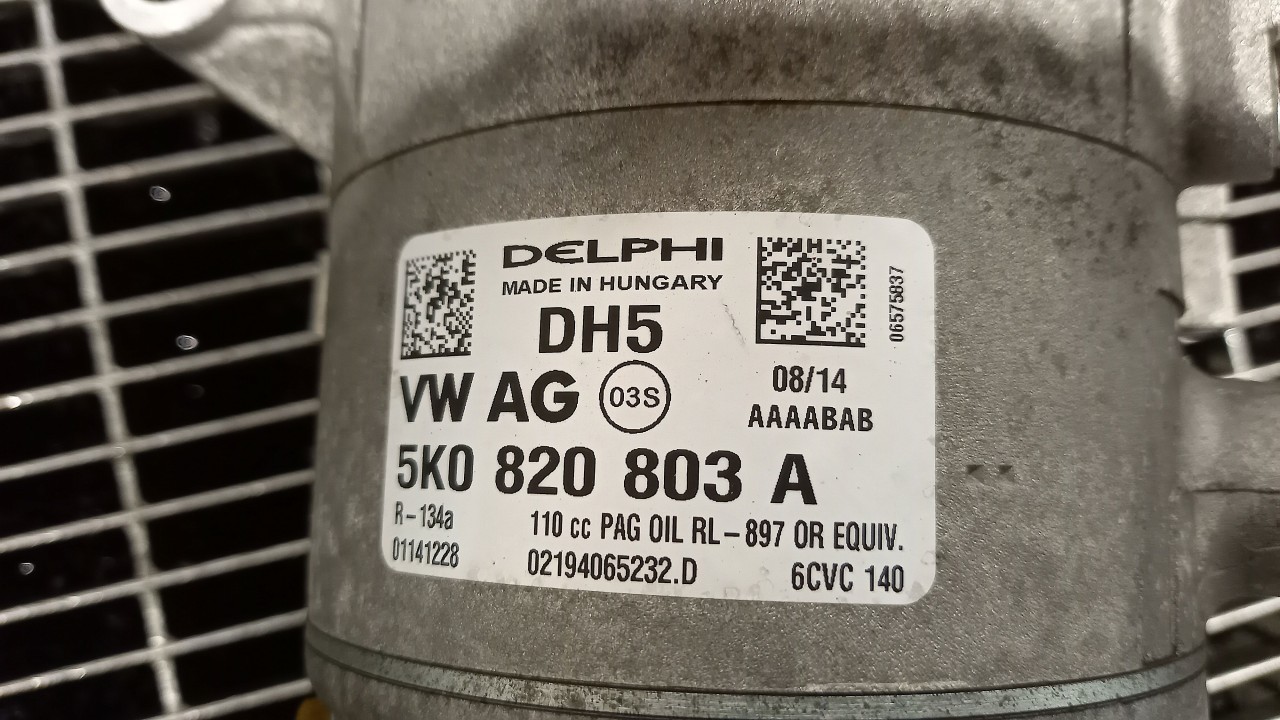 DELPHI
MADE IN HUNGARY
DH5
06575837
VW AG 03S
08/14
AAAABAB
5K0 820 803 A
R-134a
110 cc PAG OIL RL-897 OR EQUIV.
01141228
02194065232.D
6CVC 140